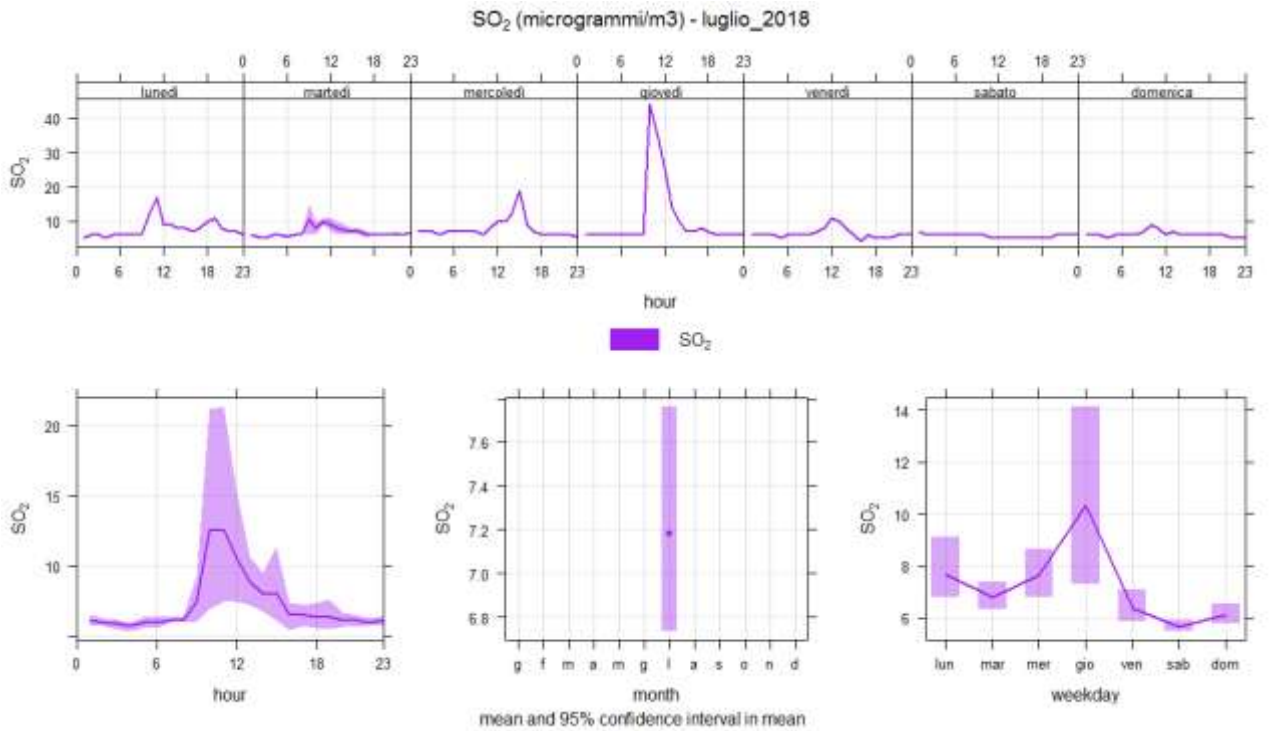 SO₂ (microgrammi/m3) - luglio_2018
0 6 12 18 23 0 6 12 18 23 0 6 12 18 23
lunedì martedì mercoledì giovedì venerdì sabato domenica
40
30
20
10
SO₂
0 6 12 18 23 0 6 12 18 23 0 6 12 18 23 0 6 12 18 23
hour
SO₂
20
15
10
SO₂
0 6 12 18 23
hour
7.6
7.4
7.2
7.0
6.8
SO₂
g f m a m g l a s o n d
month
14
12
10
8
6
SO₂
lun mar mer gio ven sab dom
weekday
mean and 95% confidence interval in mean